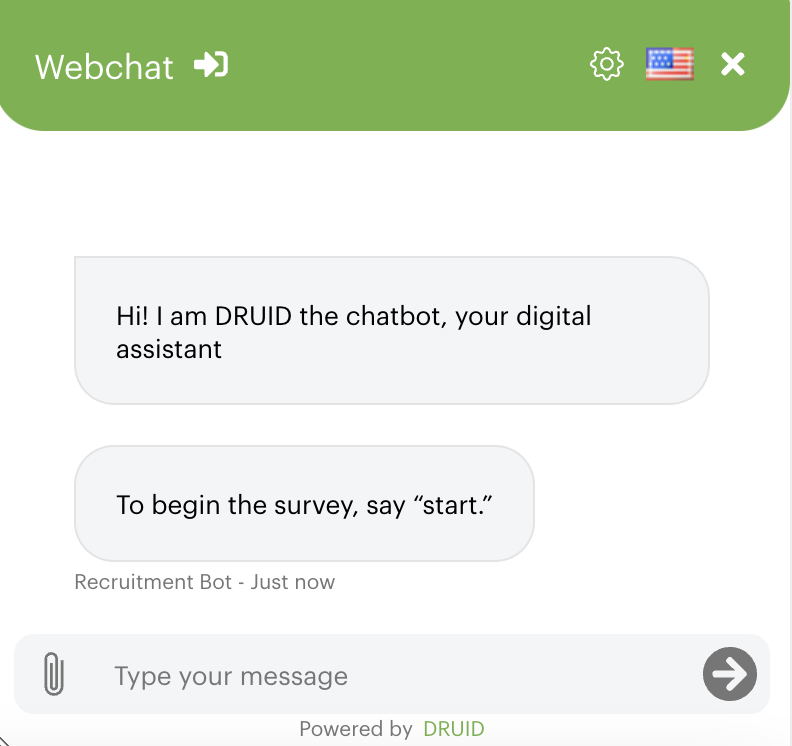 Webchat
Hi! I am DRUID the chatbot, your digital
assistant
To begin the survey, say “start.”
Recruitment Bot - Just now
Type your message
Powered by DRUID